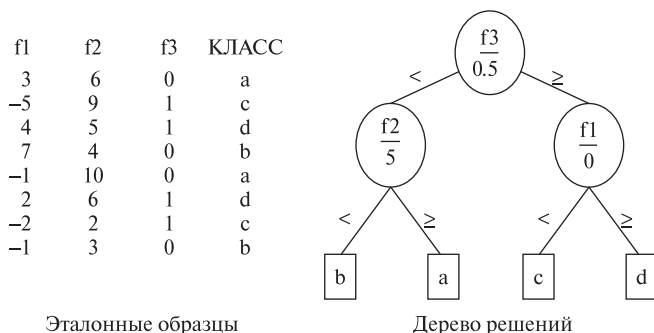 f1 f2 f3 КЛАСС
3 6 0 a
−5 9 1 c
4 5 1 d
7 4 0 b
−1 10 0 a
2 6 1 d
−2 2 1 c
−1 3 0 b
Эталонные образцы
f3
0.5
< ≥
f2
5
f1
0
< ≥ < ≥
b a c d
Дерево решений